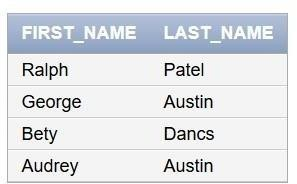 FIRST_NAME LAST_NAME
Ralph Patel
George Austin
Bety Dancs
Audrey Austin